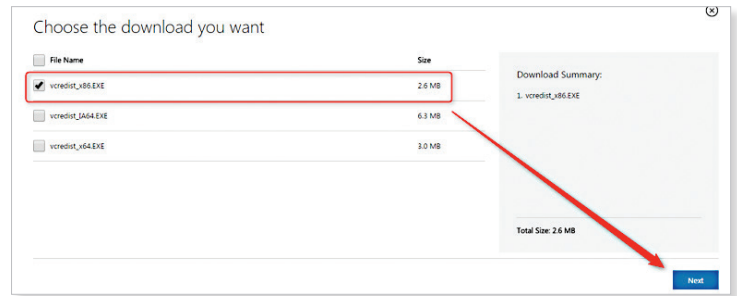 Choose the download you want
File Name Size
vcredist_x86.EXE 2.6 MB
vcredist_IA64.EXE 6.3 MB
vcredist_x64.EXE 3.0 MB
Download Summary:
1. vcredist_x86.EXE
Total Size: 2.6 MB
Next